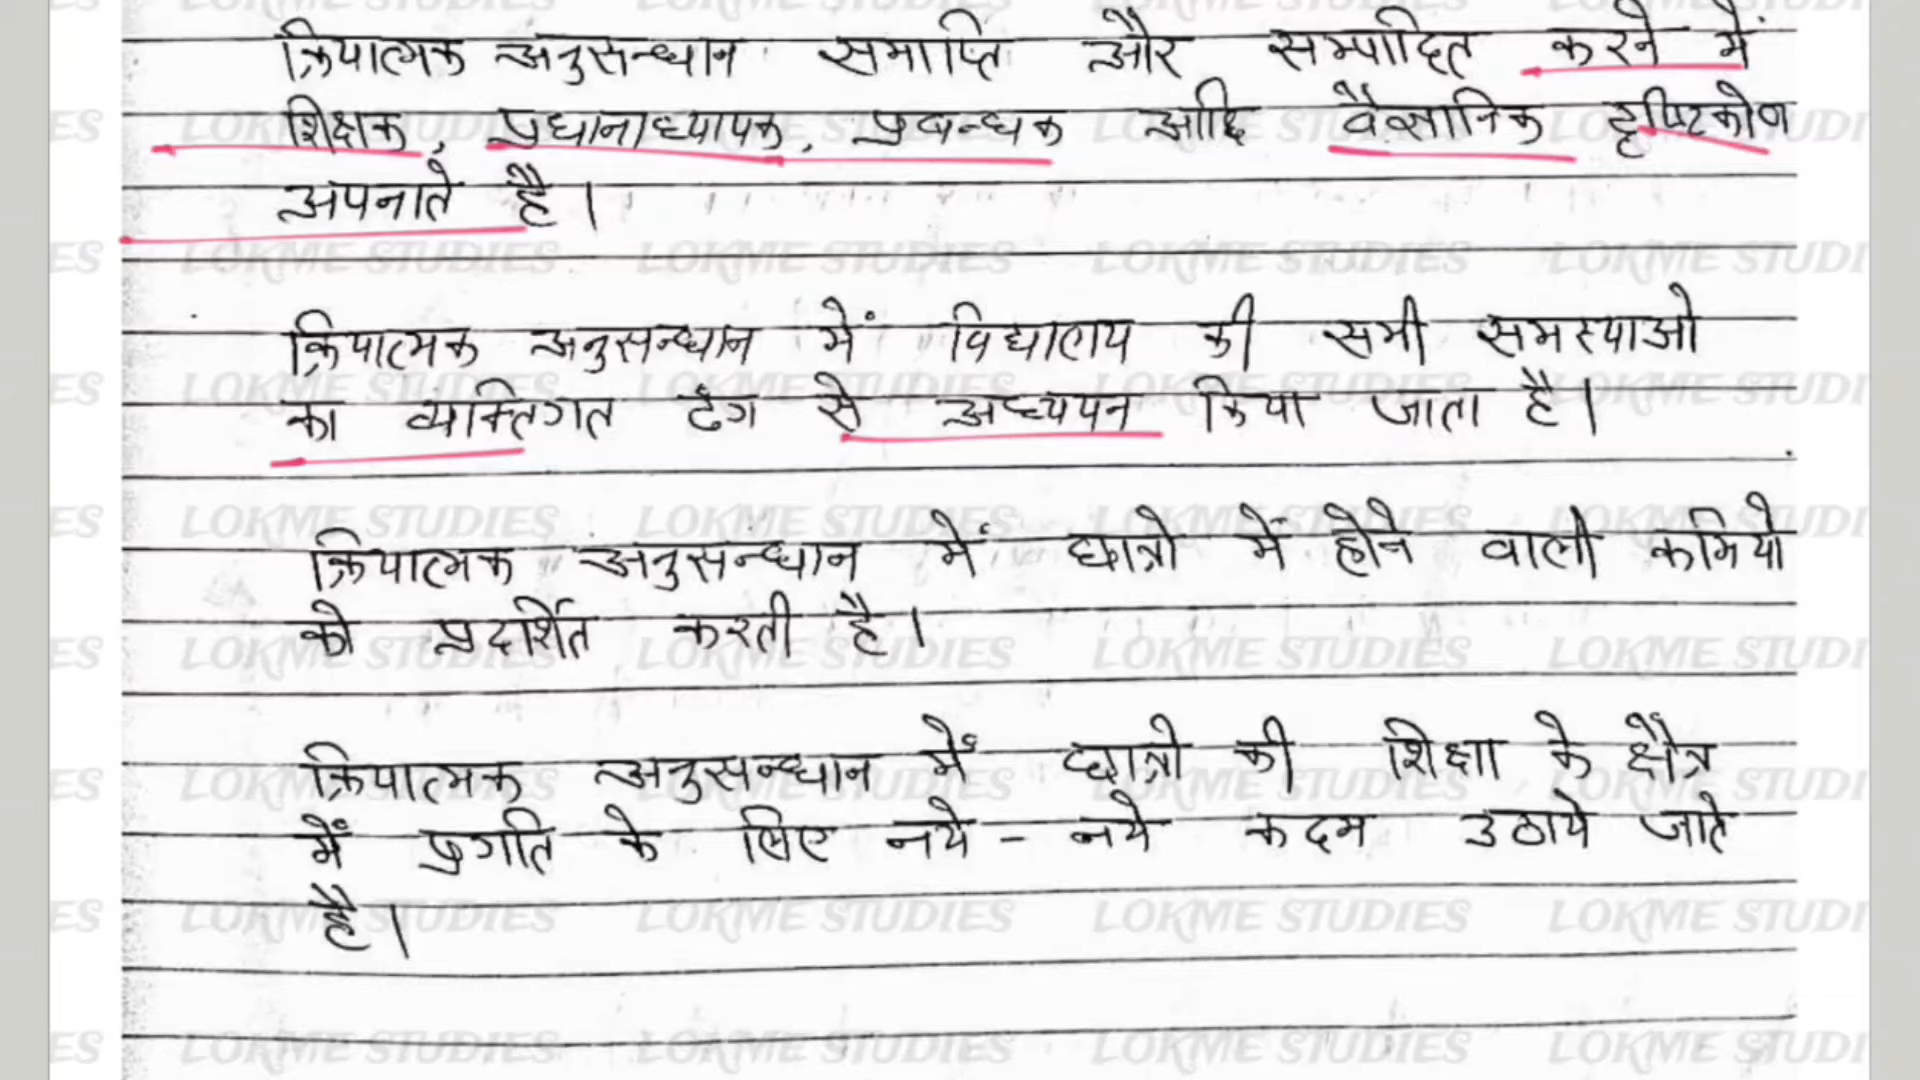 क्रियात्मक अनुसन्धान समाप्ति और सम्पादित करने में
शिक्षक, प्रधानाध्यापक, प्रबन्धक आदि वैज्ञानिक दृष्टिकोण
अपनाते है।
क्रियात्मक अनुसन्धान में विद्यालय की सभी समस्याओ
का व्यक्तिगत ढंग से अध्ययन किया जाता है।
क्रियात्मक अनुसन्धान में छात्रो में होने वाली कमियो
को प्रदर्शित करती है।
क्रियात्मक अनुसन्धान में छात्रो की शिक्षा के क्षैत्र
में प्रगति के लिए नये - नये कदम उठाये जाते
है।
LOKME STUDIES